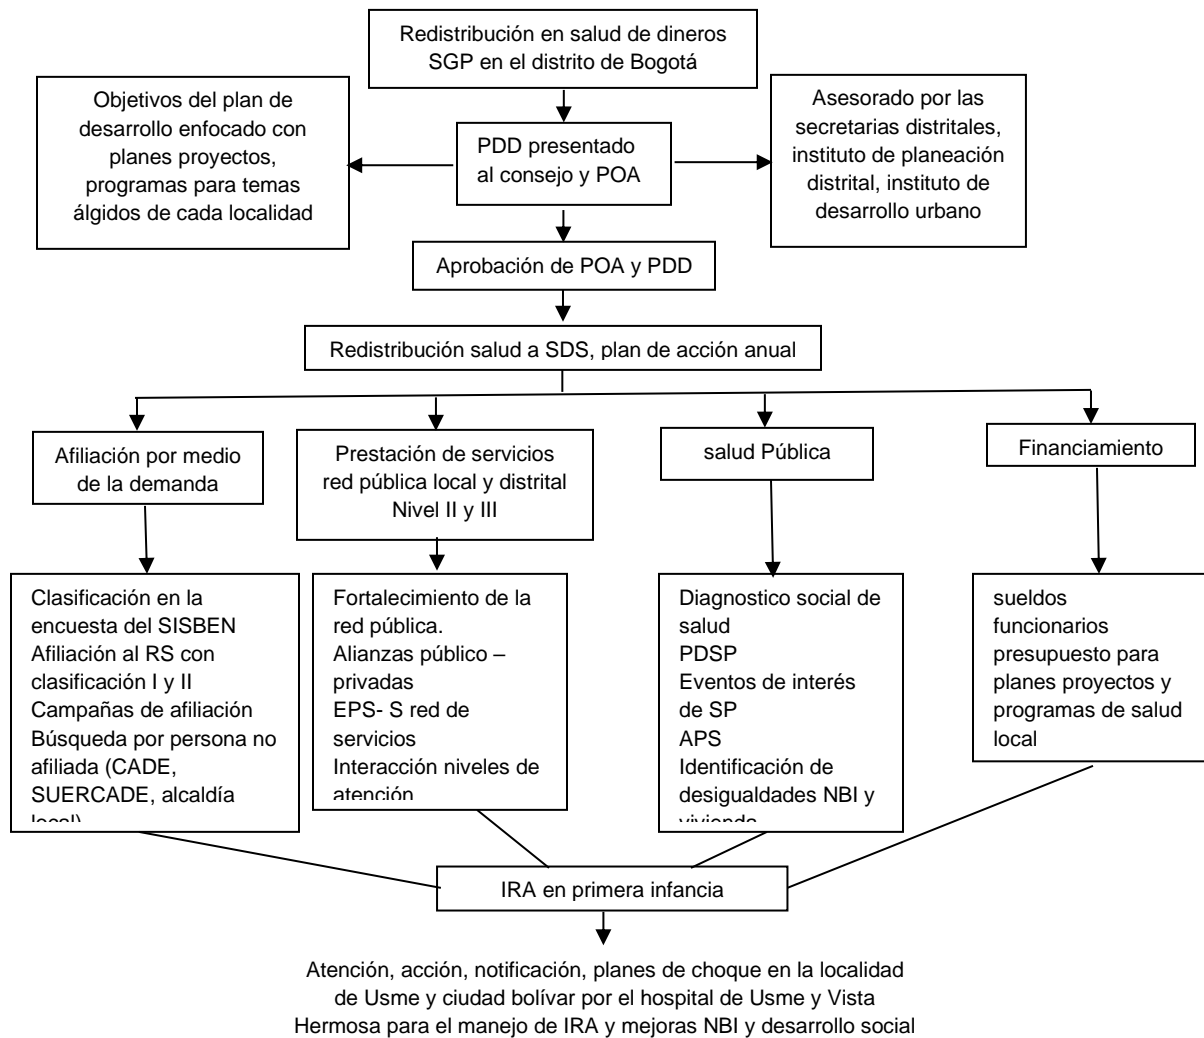 Redistribución en salud de dineros
SGP en el distrito de Bogotá
Objetivos del plan de
desarrollo enfocado con
planes proyectos,
programas para temas
álgidos de cada localidad
PDD presentado
al consejo y POA
Asesorado por las
secretarias distritales,
instituto de planeación
distrital, instituto de
desarrollo urbano
Aprobación de POA y PDD
Redistribución salud a SDS, plan de acción anual
Afiliación por medio
de la demanda
Prestación de servicios
red pública local y distrital
Nivel II y III
salud Pública
Financiamiento
Clasificación en la
encuesta del SISBEN
Afiliación al RS con
clasificación I y II
Campañas de afiliación
Búsqueda por persona no
afiliada (CADE,
SUERCADE, alcaldía
local)
Fortalecimiento de la
red pública.
Alianzas público –
privadas
EPS- S red de
servicios
Interacción niveles de
atención
Diagnostico social de
salud
PDSP
Eventos de interés
de SP
APS
Identificación de
desigualdades NBI y
vivienda
sueldos
funcionarios
presupuesto para
planes proyectos y
programas de salud
local
IRA en primera infancia
Atención, acción, notificación, planes de choque en la localidad
de Usme y ciudad bolívar por el hospital de Usme y Vista
Hermosa para el manejo de IRA y mejoras NBI y desarrollo social